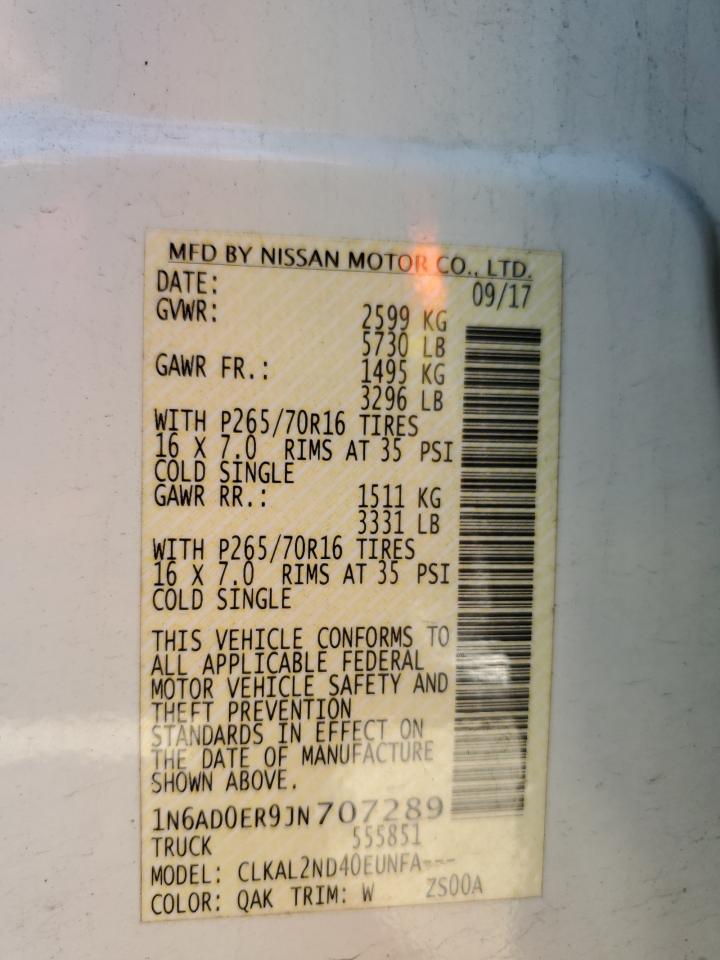 MFD BY NISSAN MOTOR CO., LTD.
DATE: 09/17
GVWR: 2599 KG
5730 LB
GAWR FR.: 1495 KG
3296 LB
WITH P265/70R16 TIRES
16 X 7.0 RIMS AT 35 PSI
COLD SINGLE
GAWR RR.: 1511 KG
3331 LB
WITH P265/70R16 TIRES
16 X 7.0 RIMS AT 35 PSI
COLD SINGLE
THIS VEHICLE CONFORMS TO
ALL APPLICABLE FEDERAL
MOTOR VEHICLE SAFETY AND
THEFT PREVENTION
STANDARDS IN EFFECT ON
THE DATE OF MANUFACTURE
SHOWN ABOVE.
1N6AD0ER9JN707289
TRUCK 555851
MODEL: CLKAL2ND40EUNFA---
COLOR: QAK TRIM: W ZS00A